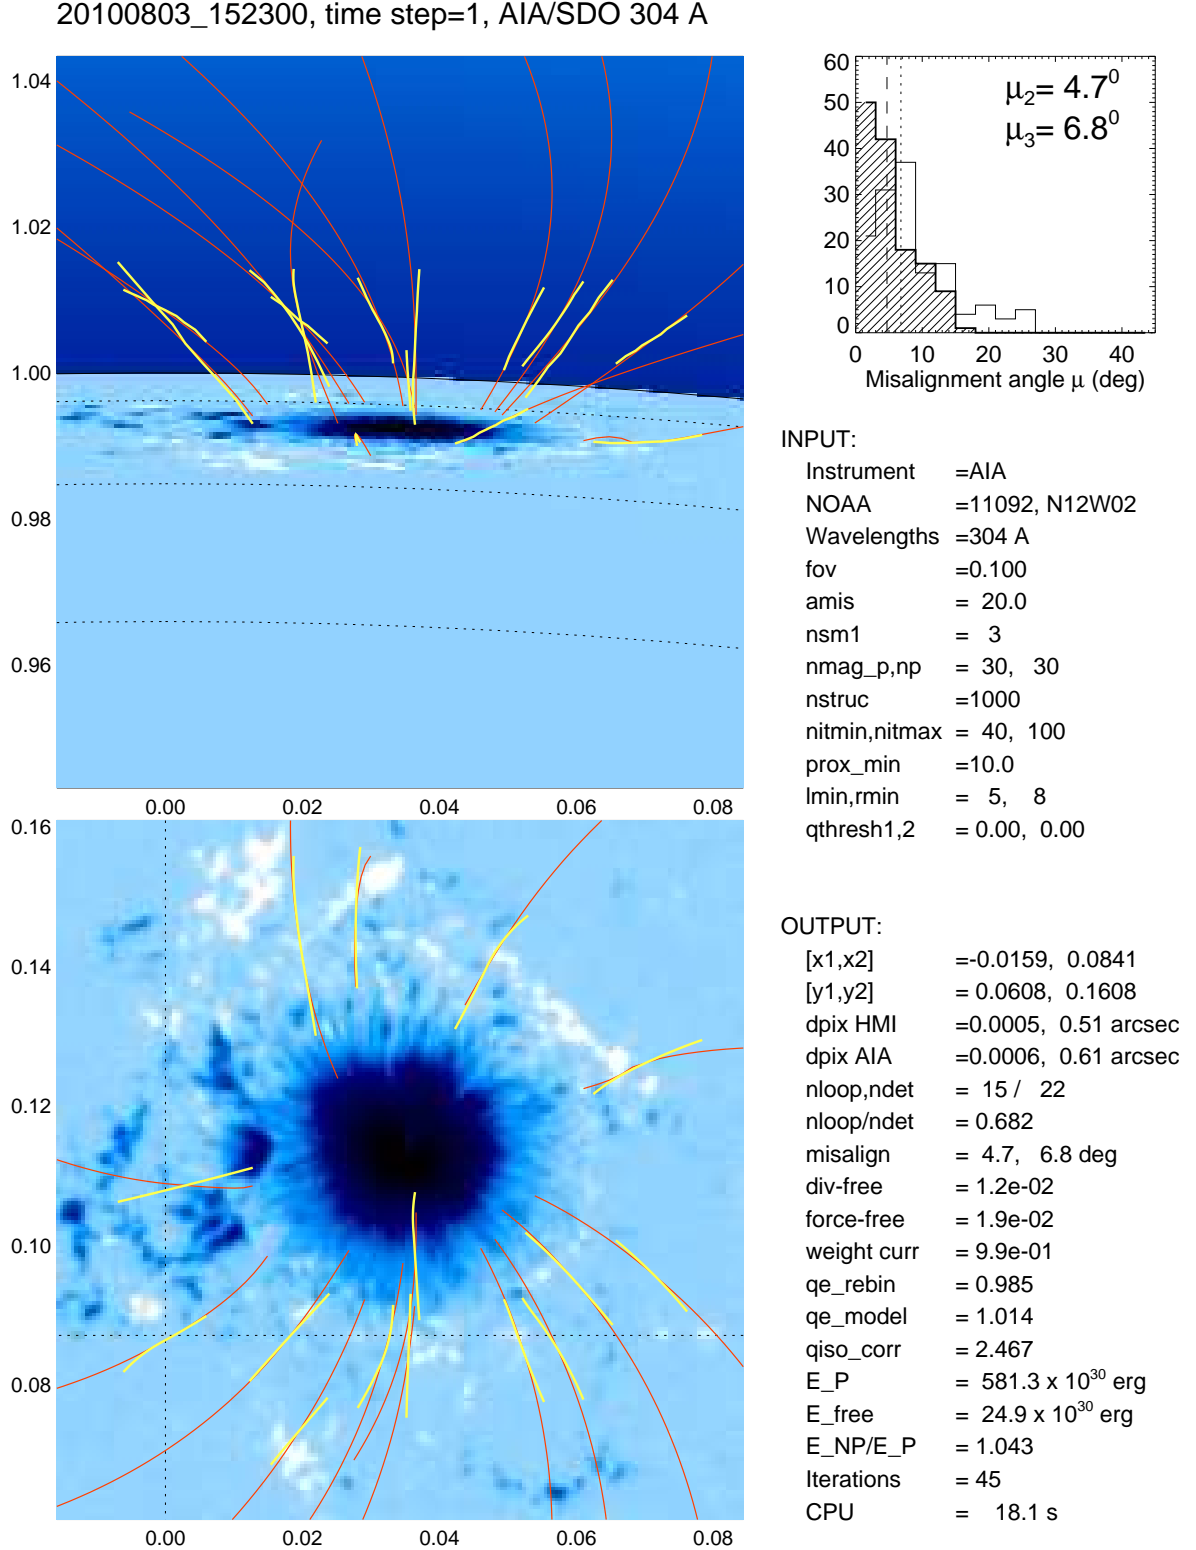 20100803_152300, time step=1, AIA/SDO 304 A
1.04
1.02
1.00
0.98
0.96
0.00 0.02 0.04 0.06 0.08
0.16
0.14
0.12
0.10
0.08
0.00 0.02 0.04 0.06 0.08
60
50
40
30
20
10
0
μ2= 4.7⁰
μ3= 6.8⁰
0 10 20 30 40
Misalignment angle μ (deg)
INPUT:
Instrument =AIA
NOAA =11092, N12W02
Wavelengths =304 A
fov =0.100
amis = 20.0
nsm1 = 3
nmag_p,np = 30, 30
nstruc =1000
nitmin,nitmax = 40, 100
prox_min =10.0
lmin,rmin = 5, 8
qthresh1,2 = 0.00, 0.00
OUTPUT:
[x1,x2] =-0.0159, 0.0841
[y1,y2] = 0.0608, 0.1608
dpix HMI =0.0005, 0.51 arcsec
dpix AIA =0.0006, 0.61 arcsec
nloop,ndet = 15 / 22
nloop/ndet = 0.682
misalign = 4.7, 6.8 deg
div-free = 1.2e-02
force-free = 1.9e-02
weight curr = 9.9e-01
qe_rebin = 0.985
qe_model = 1.014
qiso_corr = 2.467
E_P = 581.3 x 10³⁰ erg
E_free = 24.9 x 10³⁰ erg
E_NP/E_P = 1.043
Iterations = 45
CPU = 18.1 s